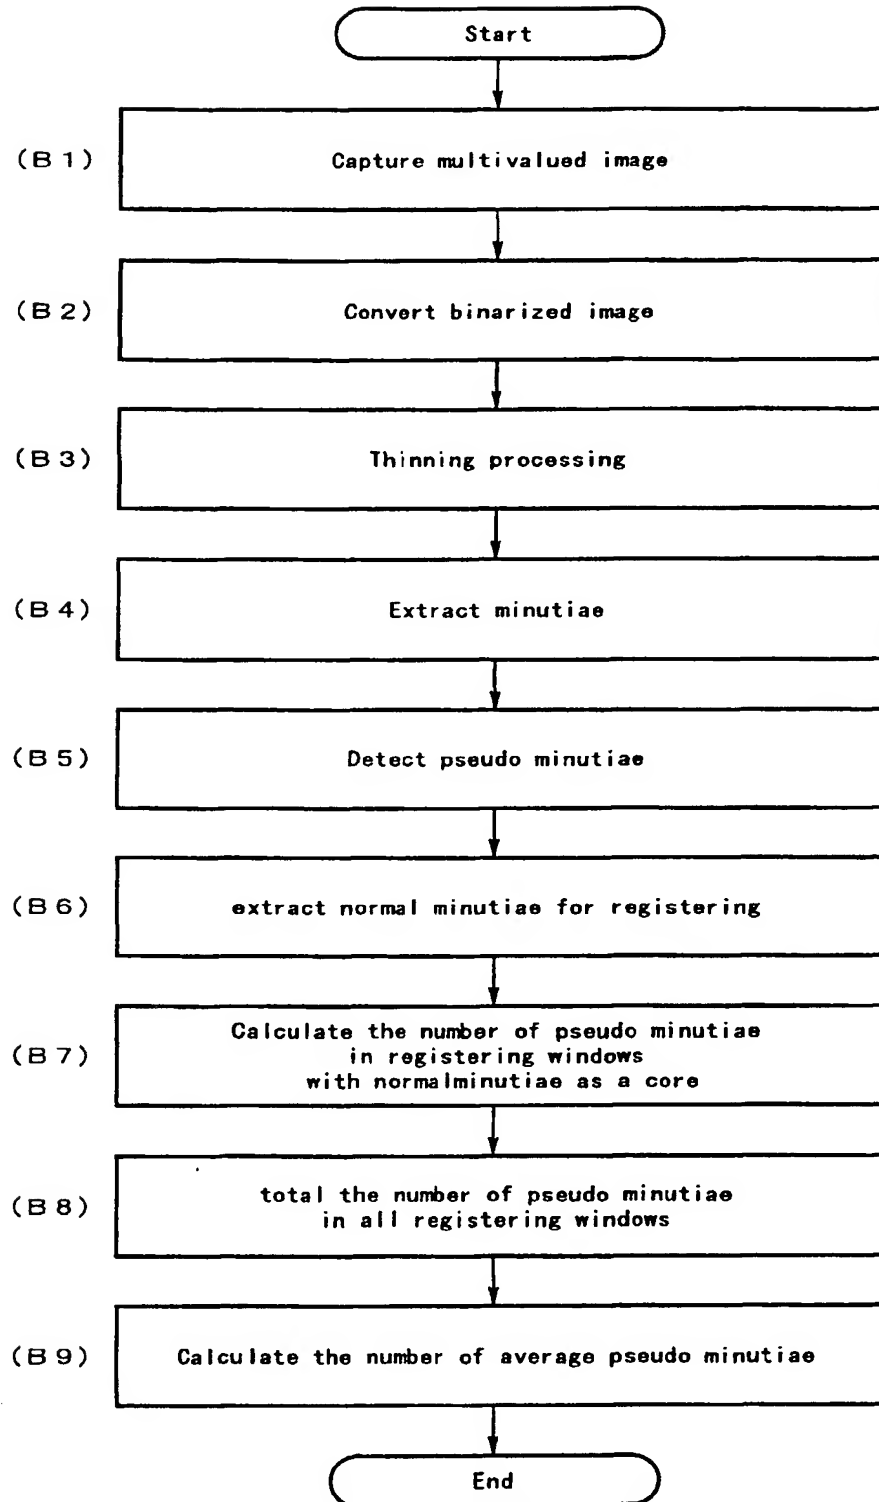 Start
(B1)
Capture multivalued image
(B2)
Convert binarized image
(B3)
Thinning processing
(B4)
Extract minutiae
(B5)
Detect pseudo minutiae
(B6)
extract normal minutiae for registering
(B7)
Calculate the number of pseudo minutiae
in registering windows
with normalminutiae as a core
(B8)
total the number of pseudo minutiae
in all registering windows
(B9)
Calculate the number of average pseudo minutiae
End